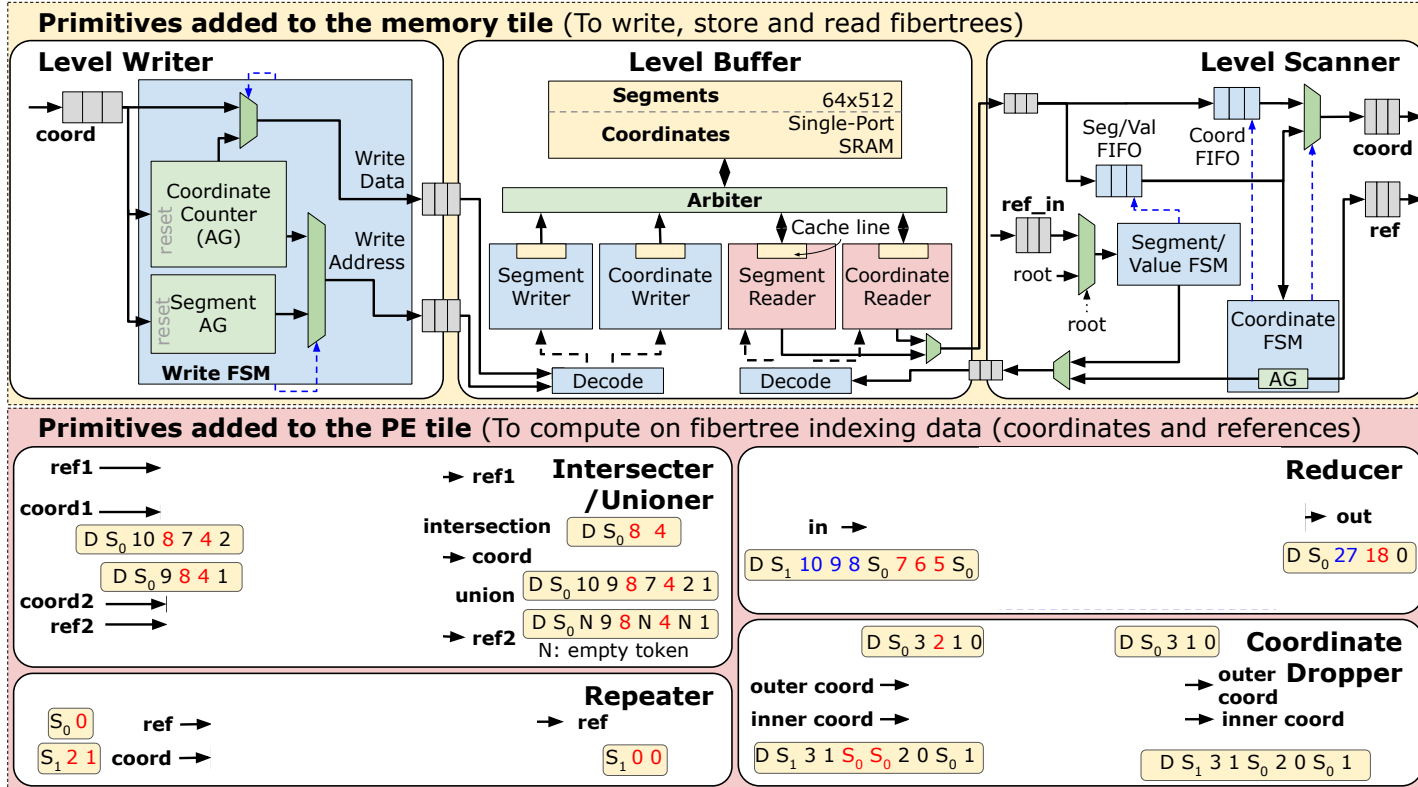 Primitives added to the memory tile (To write, store and read fibertrees)
Level Writer
coord
Coordinate
Counter
(AG)
reset
Segment
AG
reset
Write FSM
Write
Data
Write
Address
Level Buffer
Segments
64x512
Coordinates
Single-Port
SRAM
Arbiter
Cache line
Segment
Writer
Coordinate
Writer
Segment
Reader
Coordinate
Reader
Decode
Decode
Level Scanner
Seg/Val
FIFO
Coord
FIFO
coord
ref
ref_in
root
root
Segment/
Value FSM
Coordinate
FSM
AG
Primitives added to the PE tile (To compute on fibertree indexing data (coordinates and references)
Intersecter
/Unioner
ref1
coord1
D S0 10 8 7 4 2
D S0 9 8 4 1
coord2
ref2
ref1
intersection
D S0 8 4
coord
union
D S0 10 9 8 7 4 2 1
D S0 N 9 8 N 4 N 1
ref2
N: empty token
Repeater
S0 0
ref
S1 2 1
coord
ref
S1 0 0
Reducer
in
D S1 10 9 8 S0 7 6 5 S0
out
D S0 27 18 0
Coordinate
Dropper
D S0 3 2 1 0
D S0 3 1 0
outer coord
inner coord
outer
coord
inner coord
D S1 3 1 S0 S0 2 0 S0 1
D S1 3 1 S0 2 0 S0 1